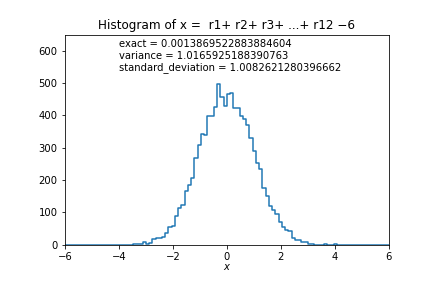 Histogram of x =  r1+ r2+ r3+ ...+ r12 −6
exact = 0.0013869522883884604
variance = 1.0165925188390763
standard_deviation = 1.0082621280396662
600
500
400
300
200
100
0
−6 −4 −2 0 2 4 6
x